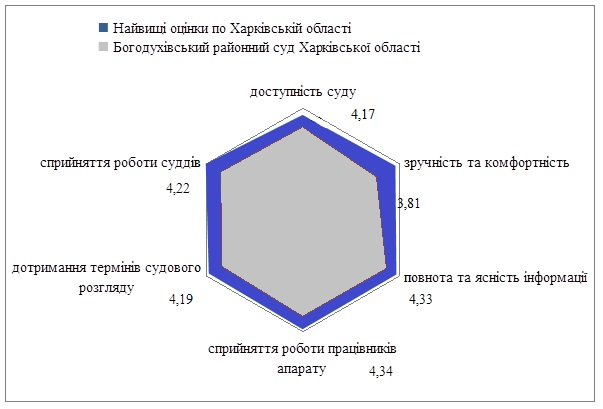 Найвищі оцінки по Харківській області
Богодухівський районний суд Харківської області
доступність суду
4,17
сприйняття роботи суддів
зручність та комфортність
4,22
3,81
дотримання термінів судового
розгляду
повнота та ясність інформації
4,19
4,33
сприйняття роботи працівників
апарату
4,34